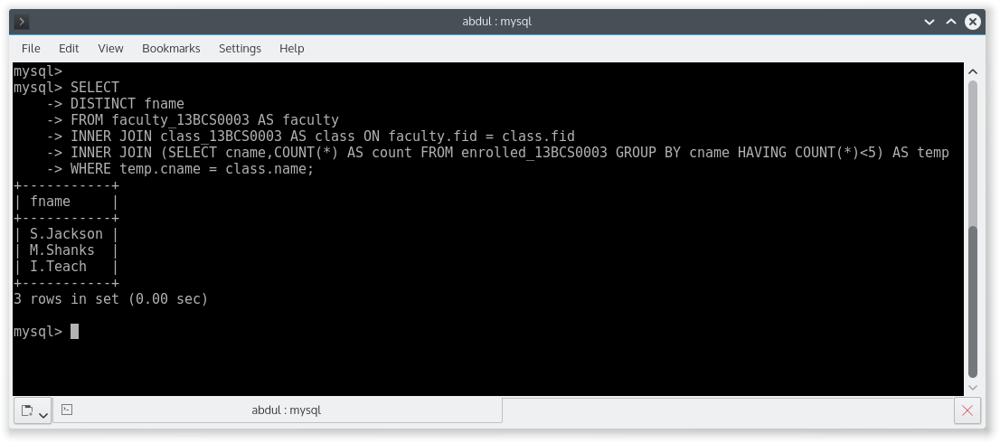 abdul : mysql
File Edit View Bookmarks Settings Help
mysql>
mysql> SELECT
    -> DISTINCT fname
    -> FROM faculty_13BCS0003 AS faculty
    -> INNER JOIN class_13BCS0003 AS class ON faculty.fid = class.fid
    -> INNER JOIN (SELECT cname,COUNT(*) AS count FROM enrolled_13BCS0003 GROUP BY cname HAVING COUNT(*)<5) AS temp
    -> WHERE temp.cname = class.name;
+-----------+
| fname     |
+-----------+
| S.Jackson |
| M.Shanks  |
| I.Teach   |
+-----------+
3 rows in set (0.00 sec)
mysql>
abdul : mysql